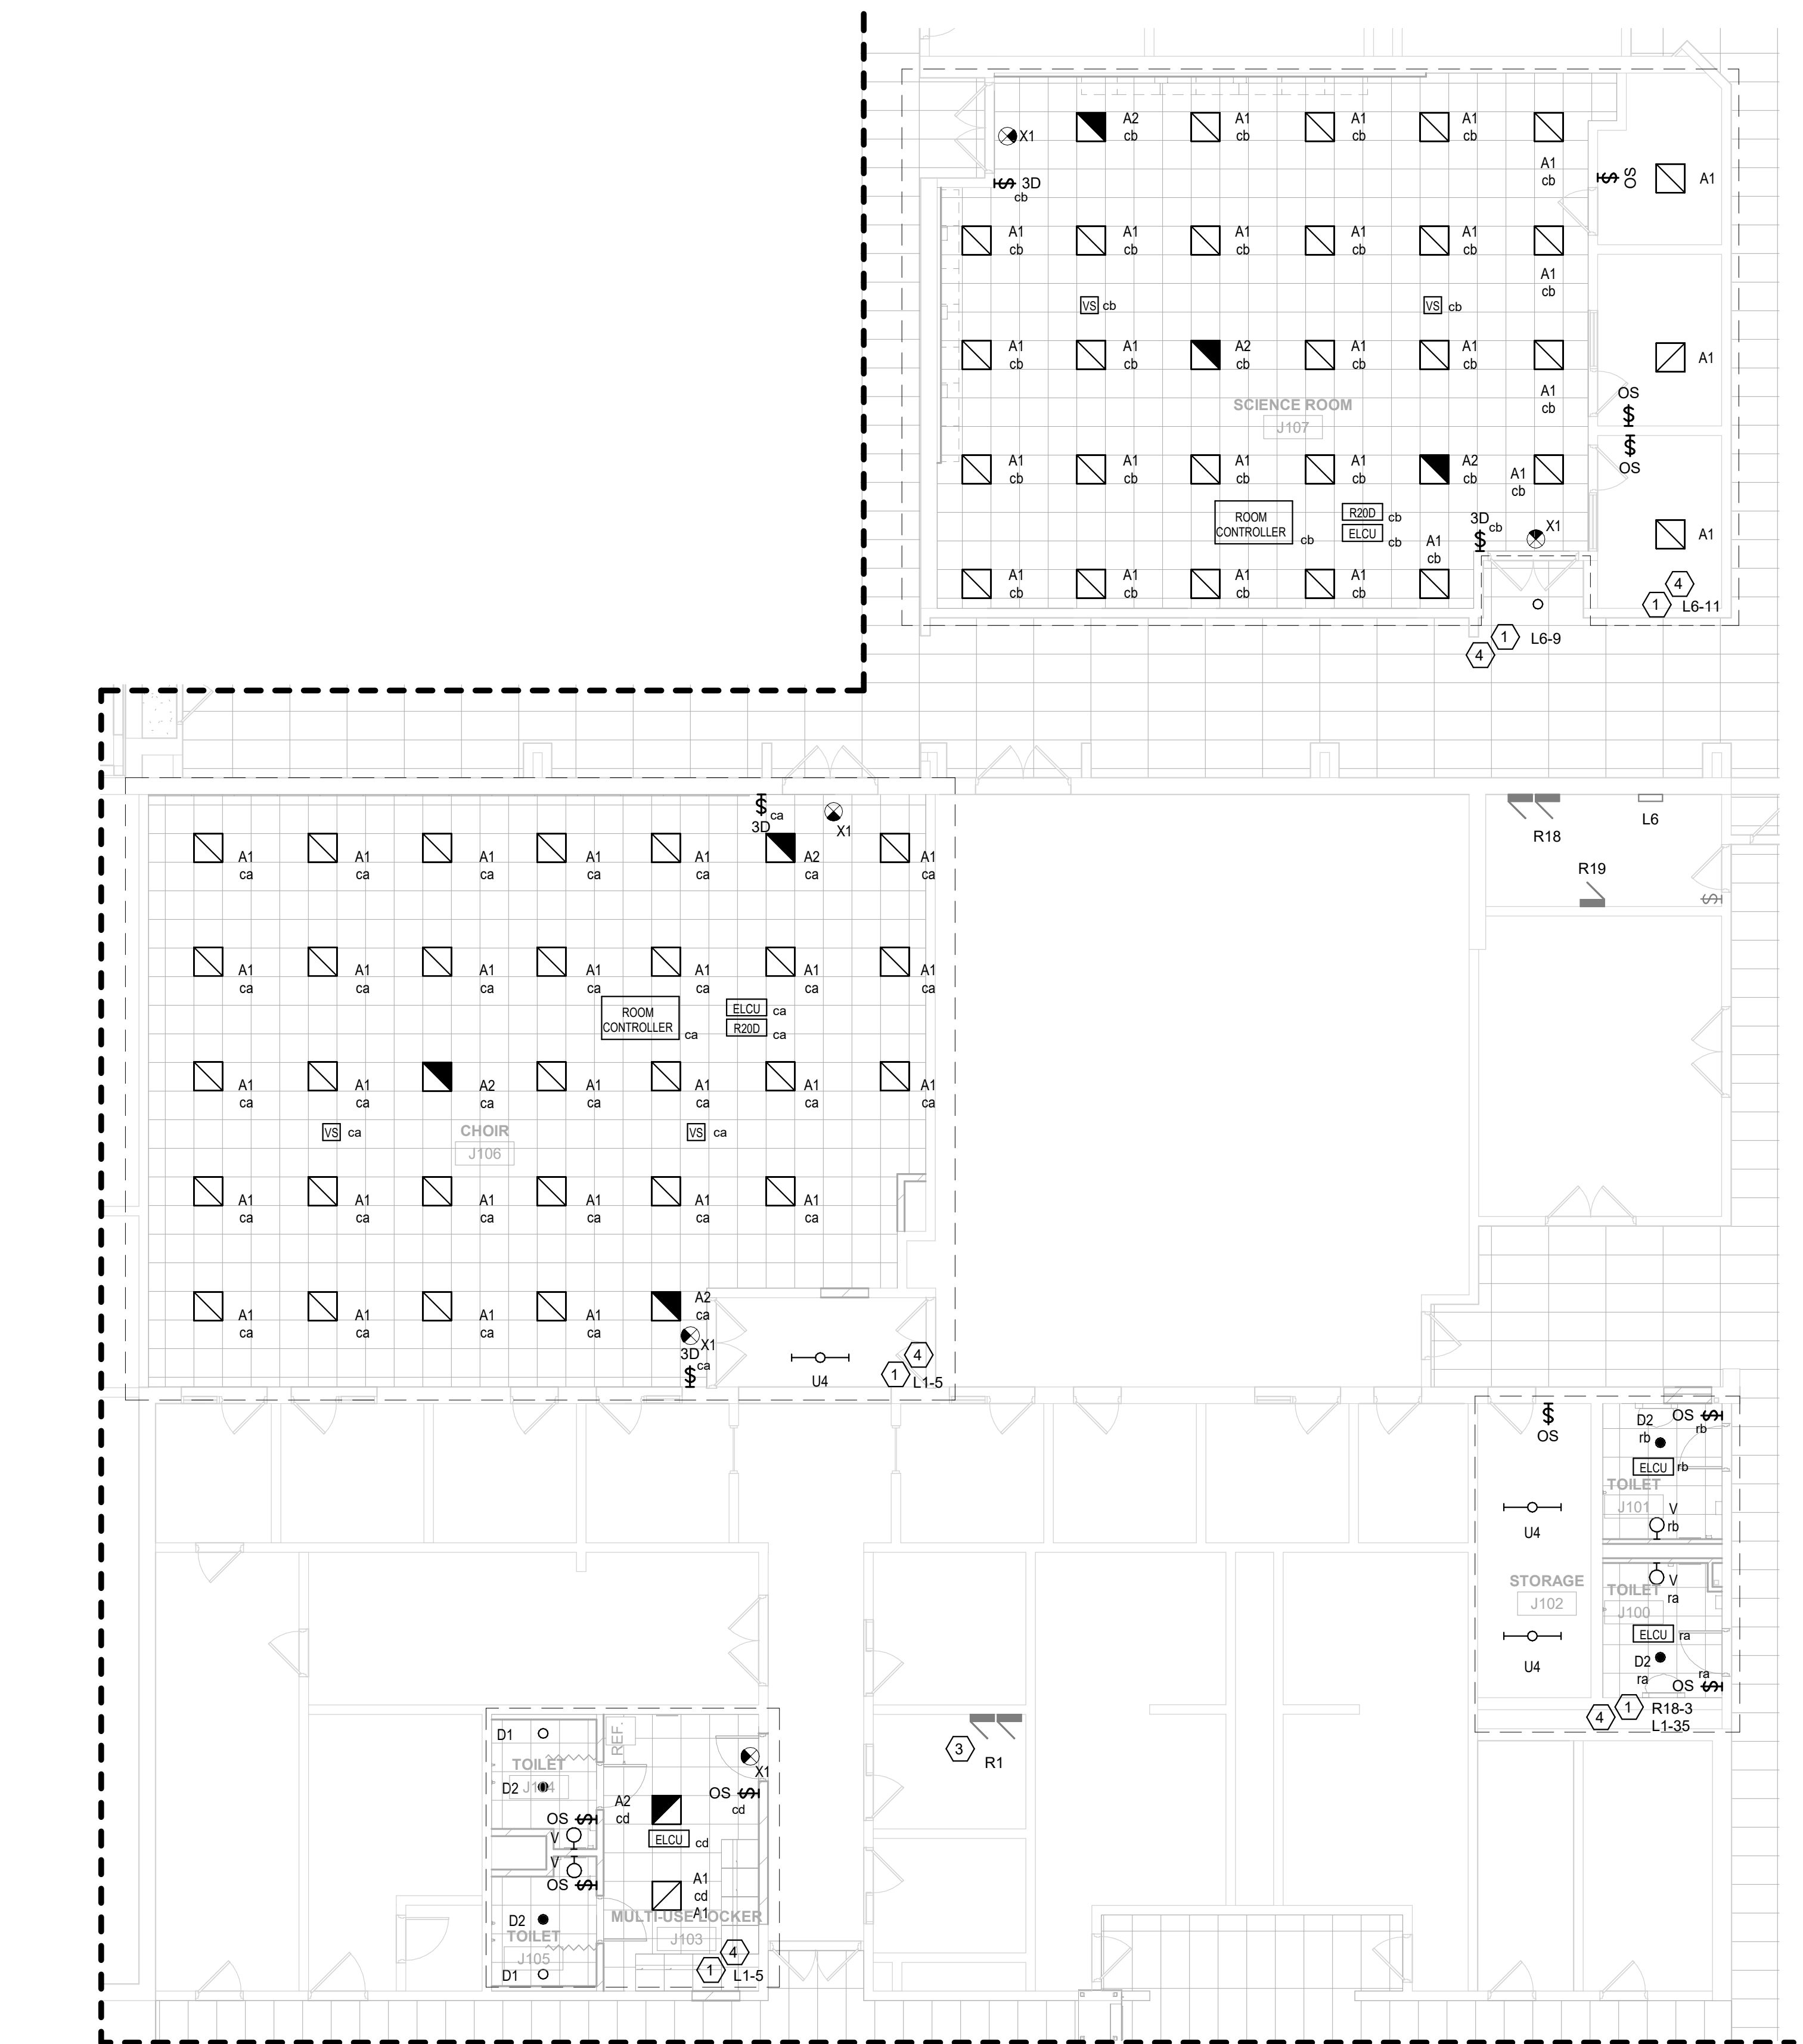 A2 A1 A1 A1
cb cb cb cb
X1
A1
cb
3D
cb
OS
A1
A1 A1 A1 A1 A1
cb cb cb cb cb
A1
cb
VS cb VS cb
A1 A1 A2 A1 A1
cb cb cb cb cb
A1
A1
cb
OS
SCIENCE ROOM
J107
OS
A1 A1 A1 A1 A2
cb cb cb cb cb
A1
cb
ROOM
CONTROLLER
cb
R20D cb
ELCU cb
3D
cb
X1
A1
cb
A1
A1 A1 A1 A1
cb cb cb cb
4
1 L6-11
1 L6-9
4
ca
3D
X1
R18
L6
R19
A1 A1 A1 A1 A1 A2 A1
ca ca ca ca ca ca ca
A1 A1 A1 A1 A1 A1 A1
ca ca ca ca ca ca ca
ROOM
CONTROLLER
ca
ELCU ca
R20D ca
A1 A1 A2 A1 A1 A1 A1
ca ca ca ca ca ca ca
VS ca VS ca
CHOIR
J106
A1 A1 A1 A1 A1 A1
ca ca ca ca ca ca
A1 A1 A1 A1 A2
ca ca ca ca ca
X1
3D
ca
U4
4
1 L1-5
OS
D2
rb
OS
rb
ELCU rb
TOILET
J101
V
rb
U4
STORAGE
J102
V
ra
TOILET
J100
ELCU ra
U4
D2
ra
ra
OS
4 1 R18-3
L1-35
D1
REF.
X1
TOILET
J104
D2
OS
A2
cd
OS
cd
V
ELCU cd
V
OS
A1
cd
A1
D2
MULTI-USE LOCKER
J103
TOILET
J105
D1
4
1 L1-5
3
R1